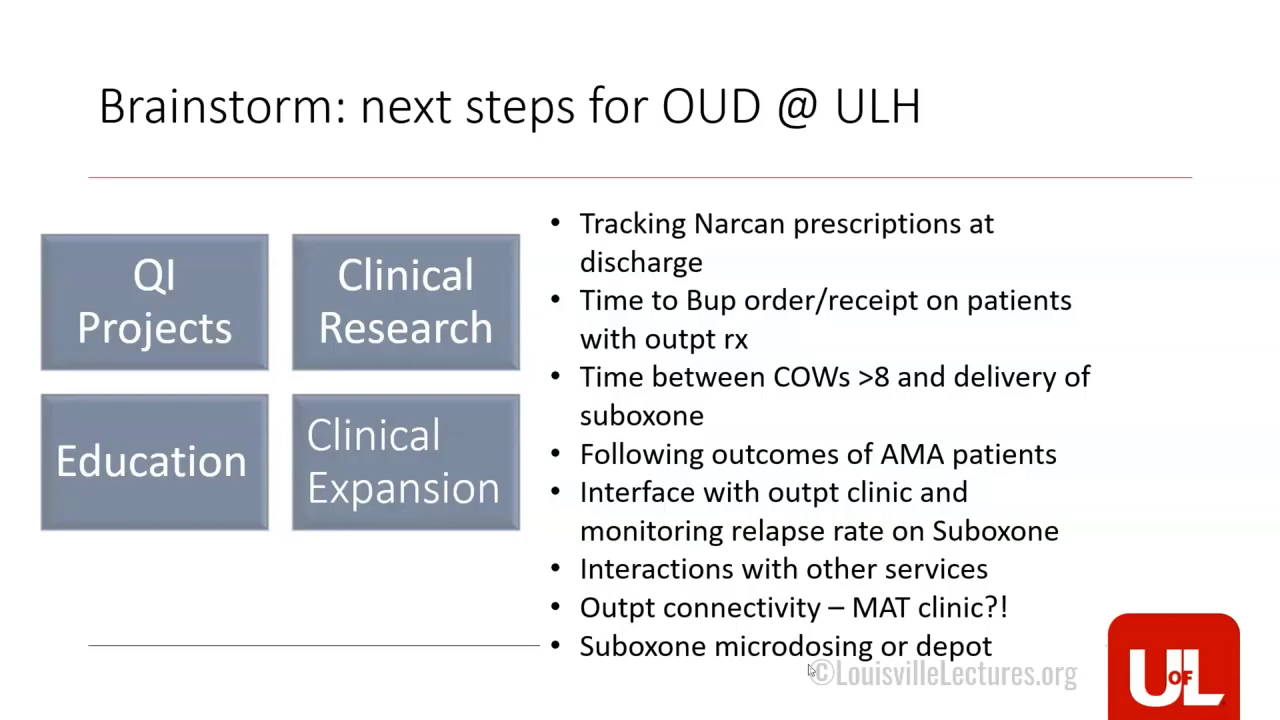 Brainstorm: next steps for OUD @ ULH
QI
Projects
Clinical
Research
Education
Clinical
Expansion
• Tracking Narcan prescriptions at
discharge
• Time to Bup order/receipt on patients
with outpt rx
• Time between COWs >8 and delivery of
suboxone
• Following outcomes of AMA patients
• Interface with outpt clinic and
monitoring relapse rate on Suboxone
• Interactions with other services
• Outpt connectivity – MAT clinic?!
• Suboxone microdosing or depot
©LouisvilleLectures.org
U OF L